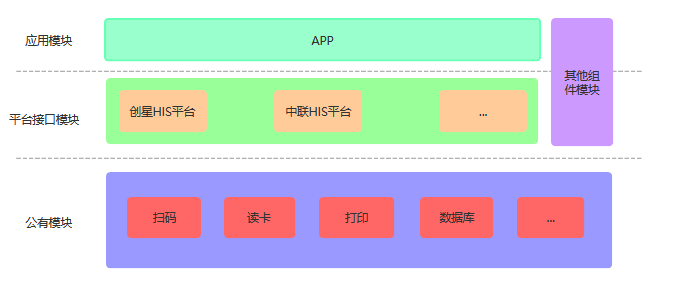 应用模块
APP
其他组
件模块
平台接口模块
创星HIS平台
中联HIS平台
...
公有模块
扫码
读卡
打印
数据库
...